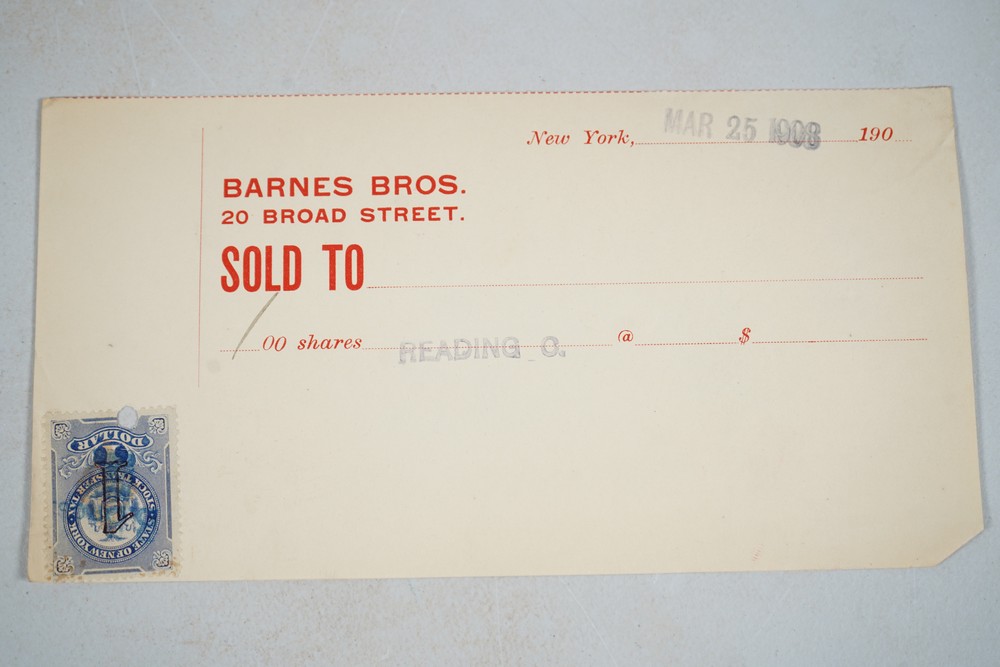 New York, MAR 25 1908 190
BARNES BROS.
20 BROAD STREET.
SOLD TO
/00 shares READING C. @ $
DOLLAR
1
STATE OF NEW YORK · STOCK TRANSFER TAX